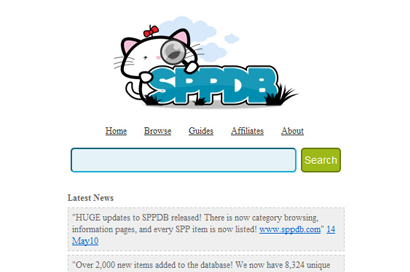 SPPDB
Home Browse Guides Affiliates About
Search
Latest News
"HUGE updates to SPPDB released! There is now category browsing,
information pages, and every SPP item is now listed! www.sppdb.com" 14
May10
"Over 2,000 new items added to the database! We now have 8,324 unique